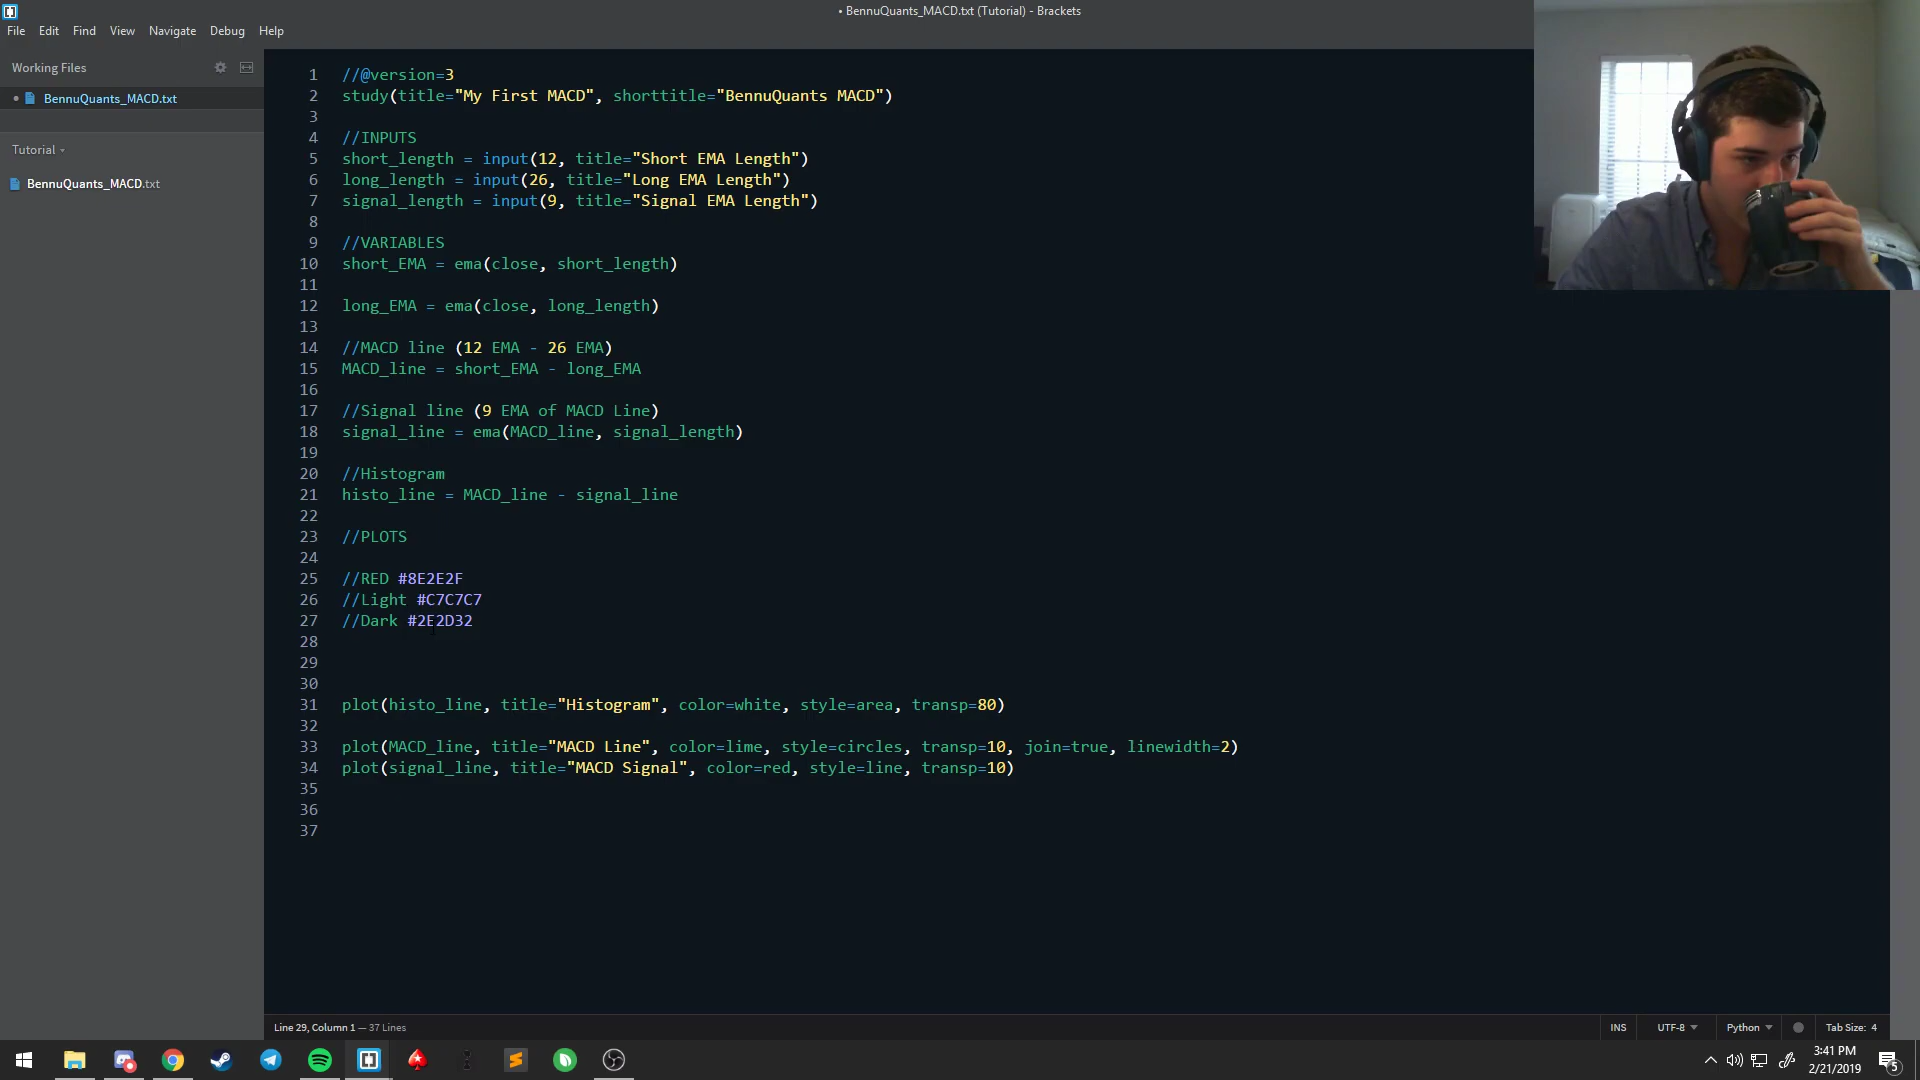 • BennuQuants_MACD.txt (Tutorial) - Brackets
File Edit Find View Navigate Debug Help
Working Files
BennuQuants_MACD.txt
Tutorial
BennuQuants_MACD.txt
1 //@version=3
2 study(title="My First MACD", shorttitle="BennuQuants MACD")
3
4 //INPUTS
5 short_length = input(12, title="Short EMA Length")
6 long_length = input(26, title="Long EMA Length")
7 signal_length = input(9, title="Signal EMA Length")
8
9 //VARIABLES
10 short_EMA = ema(close, short_length)
11
12 long_EMA = ema(close, long_length)
13
14 //MACD line (12 EMA - 26 EMA)
15 MACD_line = short_EMA - long_EMA
16
17 //Signal line (9 EMA of MACD Line)
18 signal_line = ema(MACD_line, signal_length)
19
20 //Histogram
21 histo_line = MACD_line - signal_line
22
23 //PLOTS
24
25 //RED #8E2E2F
26 //Light #C7C7C7
27 //Dark #2E2D32
28
29
30
31 plot(histo_line, title="Histogram", color=white, style=area, transp=80)
32
33 plot(MACD_line, title="MACD Line", color=lime, style=circles, transp=10, join=true, linewidth=2)
34 plot(signal_line, title="MACD Signal", color=red, style=line, transp=10)
35
36
37
Line 29, Column 1 — 37 Lines
INS UTF-8 Python Tab Size: 4
3:41 PM
2/21/2019
5